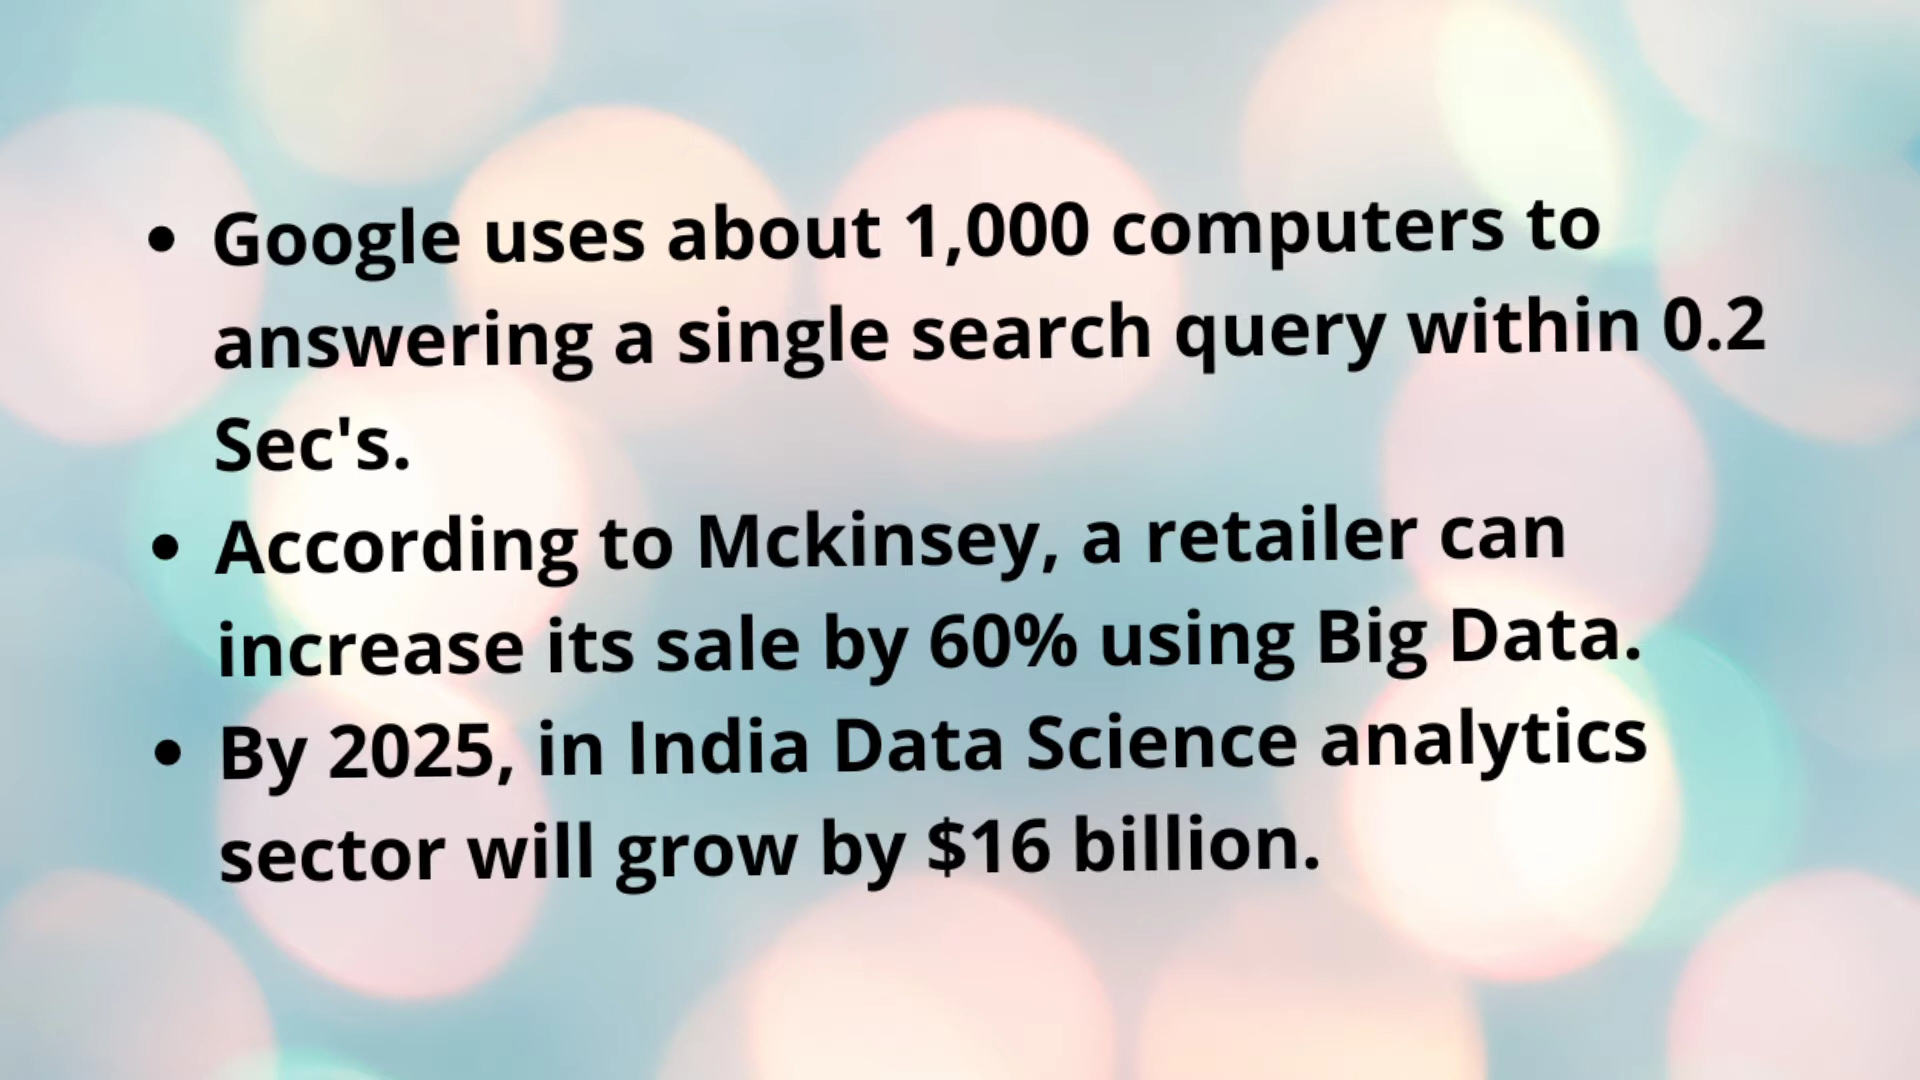 • Google uses about 1,000 computers to
answering a single search query within 0.2
Sec's.
• According to Mckinsey, a retailer can
increase its sale by 60% using Big Data.
• By 2025, in India Data Science analytics
sector will grow by $16 billion.